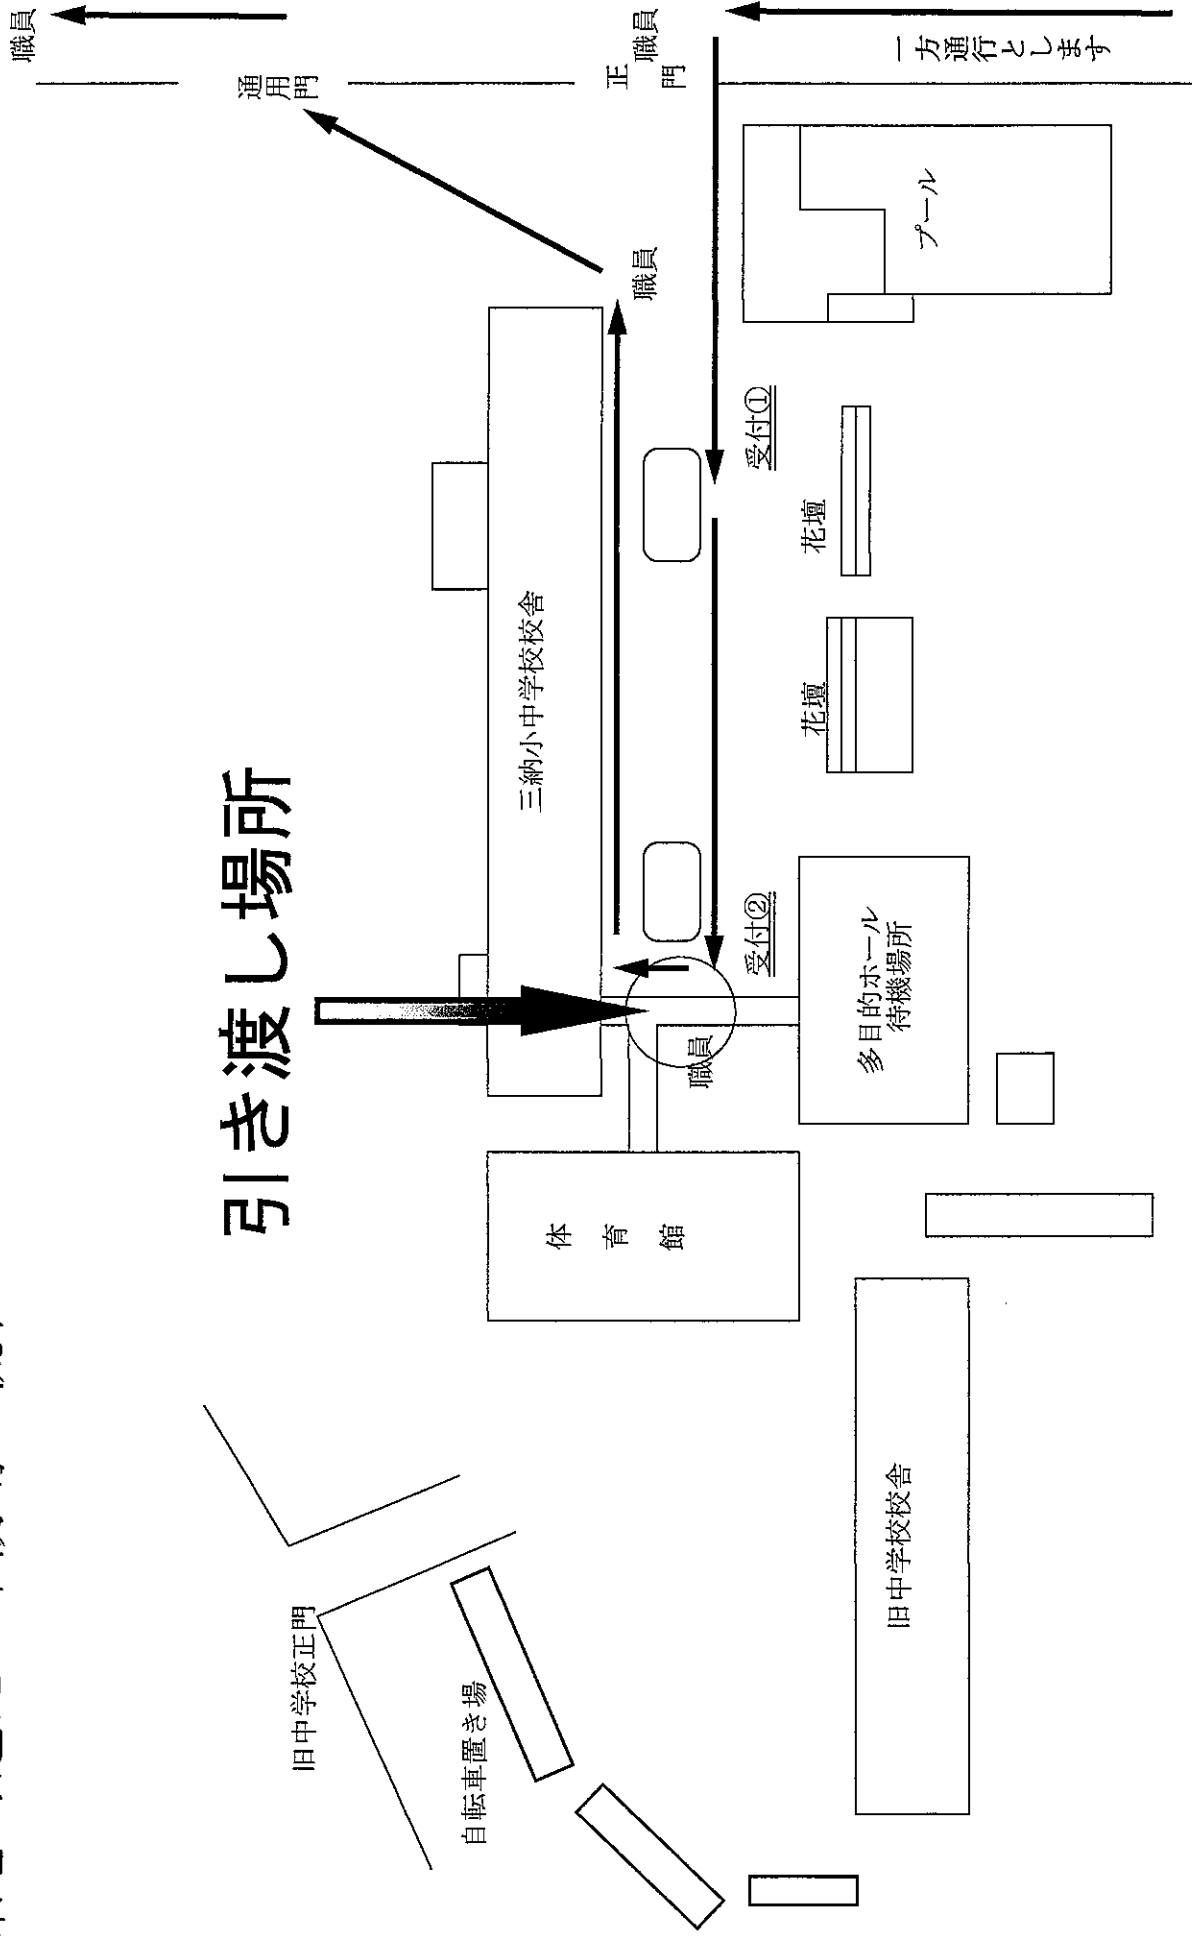 引き渡し場所
職員
通用門
正門
職員
一方通行とします
職員
プール
受付①
花壇
三納小中学校校舎
花壇
受付②
職員
多目的ホール
待機場所
体育館
旧中学校正門
自転車置き場
旧中学校校舎